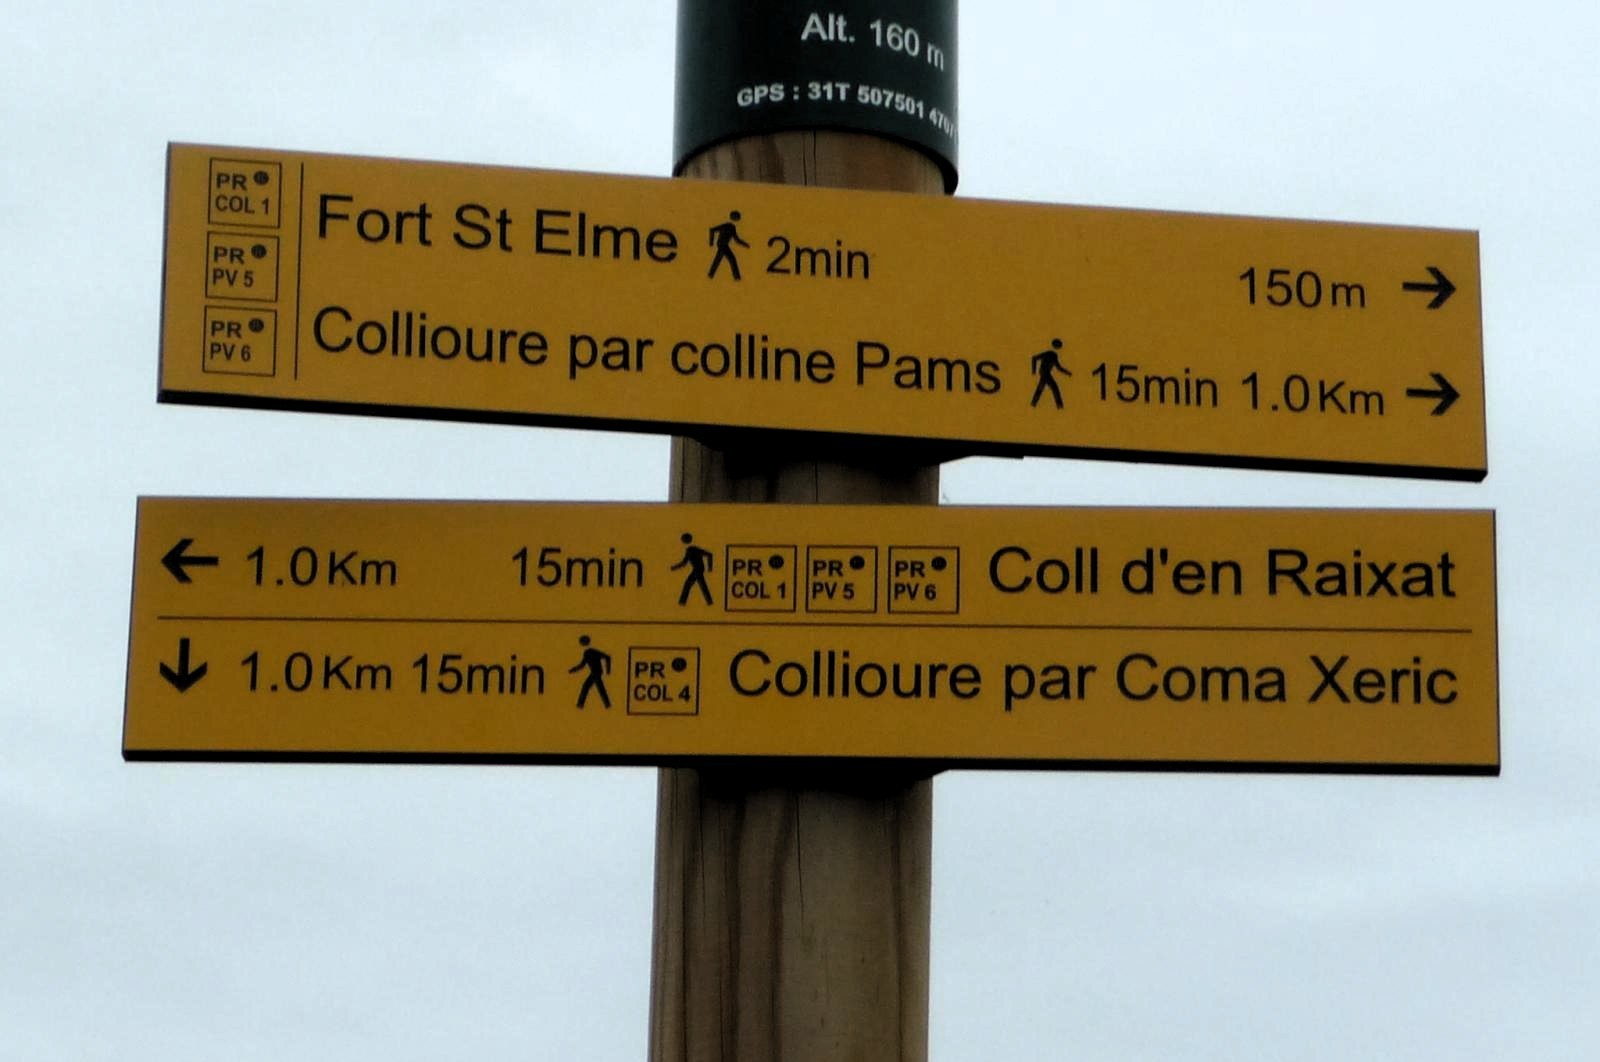 Alt. 160 m
GPS : 31T 507501
PR COL 1
PR PV 5
PR PV 6
Fort St Elme 2min 150m →
Collioure par colline Pams 15min 1.0Km →
← 1.0Km 15min PR COL 1 PR PV 5 PR PV 6 Coll d'en Raixat
↓ 1.0Km 15min PR COL 4 Collioure par Coma Xeric